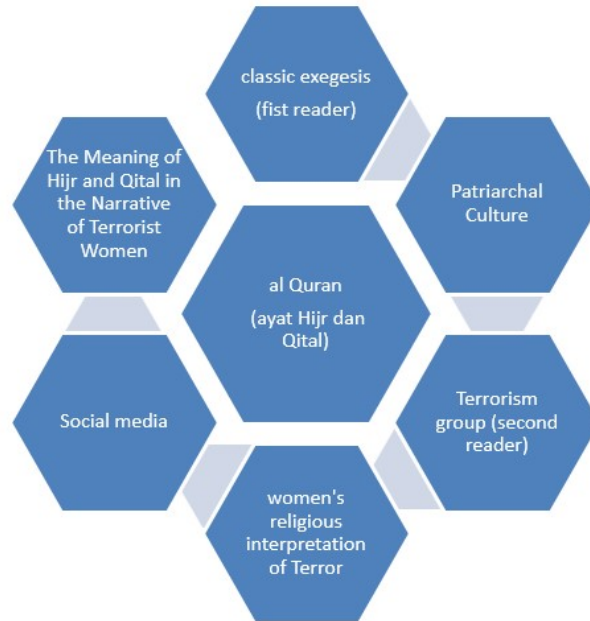 classic exegesis
(fist reader)
Patriarchal
Culture
Terrorism
group (second
reader)
women's
religious
interpretation
of Terror
Social media
The Meaning of
Hijr and Qital in
the Narrative
of Terrorist
Women
al Quran
(ayat Hijr dan
Qital)